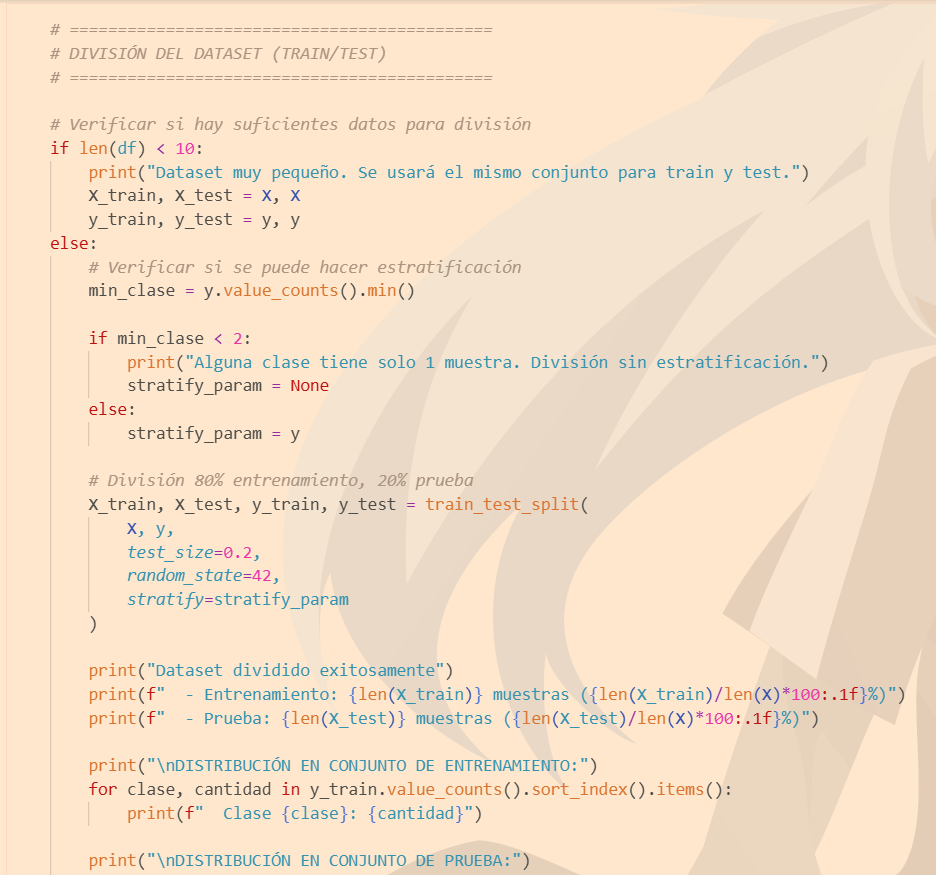 # ============================================
# DIVISIÓN DEL DATASET (TRAIN/TEST)
# ============================================

# Verificar si hay suficientes datos para división
if len(df) < 10:
    print("Dataset muy pequeño. Se usará el mismo conjunto para train y test.")
    X_train, X_test = X, X
    y_train, y_test = y, y
else:
    # Verificar si se puede hacer estratificación
    min_clase = y.value_counts().min()

    if min_clase < 2:
        print("Alguna clase tiene solo 1 muestra. División sin estratificación.")
        stratify_param = None
    else:
        stratify_param = y

    # División 80% entrenamiento, 20% prueba
    X_train, X_test, y_train, y_test = train_test_split(
        X, y,
        test_size=0.2,
        random_state=42,
        stratify=stratify_param
    )

    print("Dataset dividido exitosamente")
    print(f"  - Entrenamiento: {len(X_train)} muestras ({len(X_train)/len(X)*100:.1f}%)")
    print(f"  - Prueba: {len(X_test)} muestras ({len(X_test)/len(X)*100:.1f}%)")

    print("\nDISTRIBUCIÓN EN CONJUNTO DE ENTRENAMIENTO:")
    for clase, cantidad in y_train.value_counts().sort_index().items():
        print(f"  Clase {clase}: {cantidad}")

    print("\nDISTRIBUCIÓN EN CONJUNTO DE PRUEBA:")